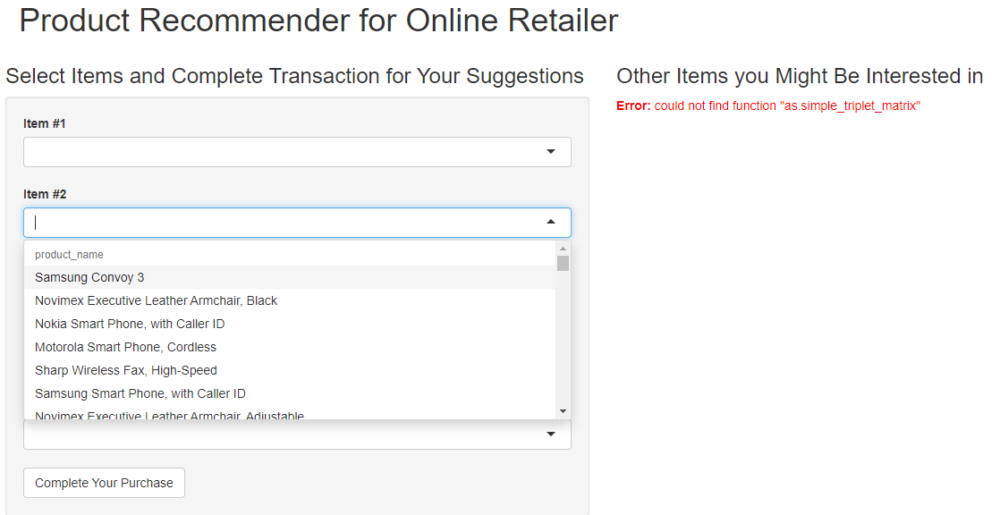 Product Recommender for Online Retailer
Select Items and Complete Transaction for Your Suggestions
Other Items you Might Be Interested in
Error: could not find function "as.simple_triplet_matrix"
Item #1
Item #2
product_name
Samsung Convoy 3
Novimex Executive Leather Armchair, Black
Nokia Smart Phone, with Caller ID
Motorola Smart Phone, Cordless
Sharp Wireless Fax, High-Speed
Samsung Smart Phone, with Caller ID
Novimex Executive Leather Armchair, Adjustable
Complete Your Purchase